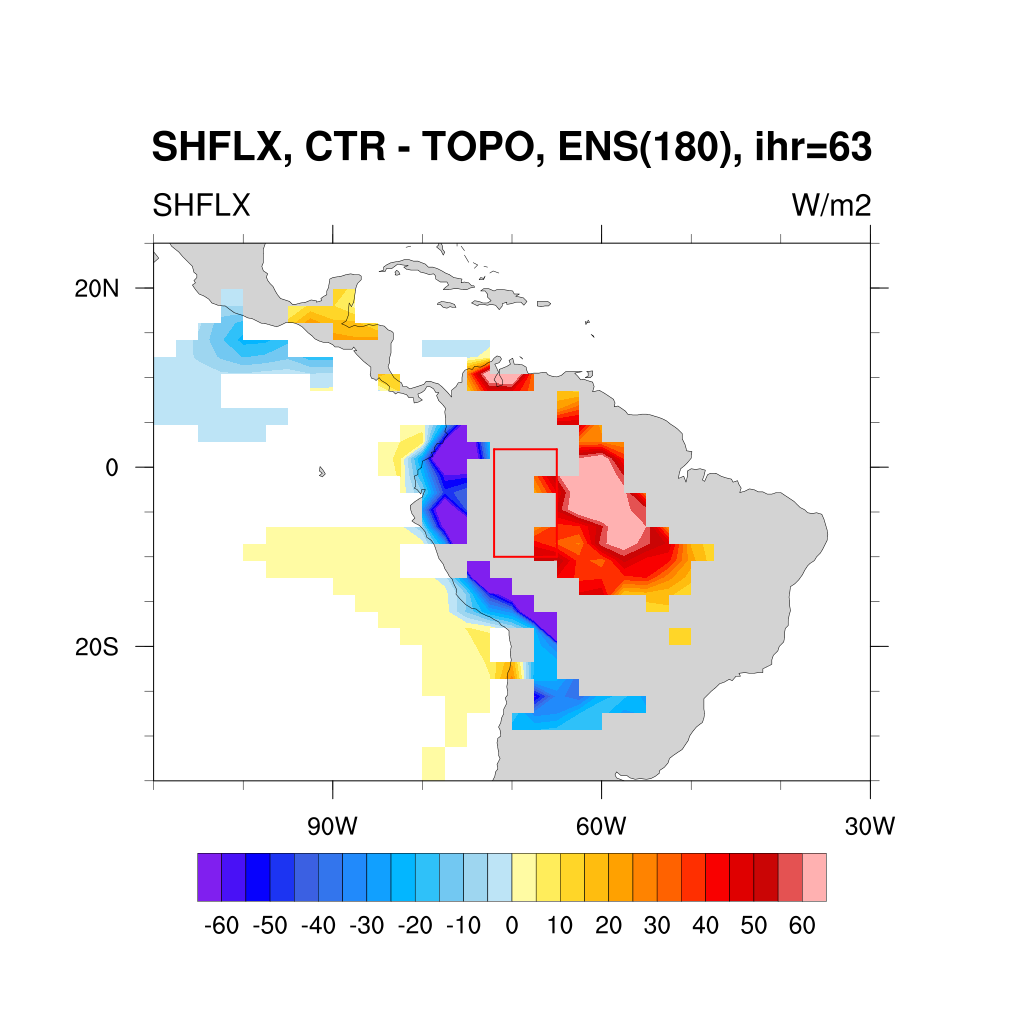 SHFLX, CTR - TOPO, ENS(180), ihr=63
SHFLX W/m2
20N
0
20S
90W 60W 30W
-60 -50 -40 -30 -20 -10 0 10 20 30 40 50 60